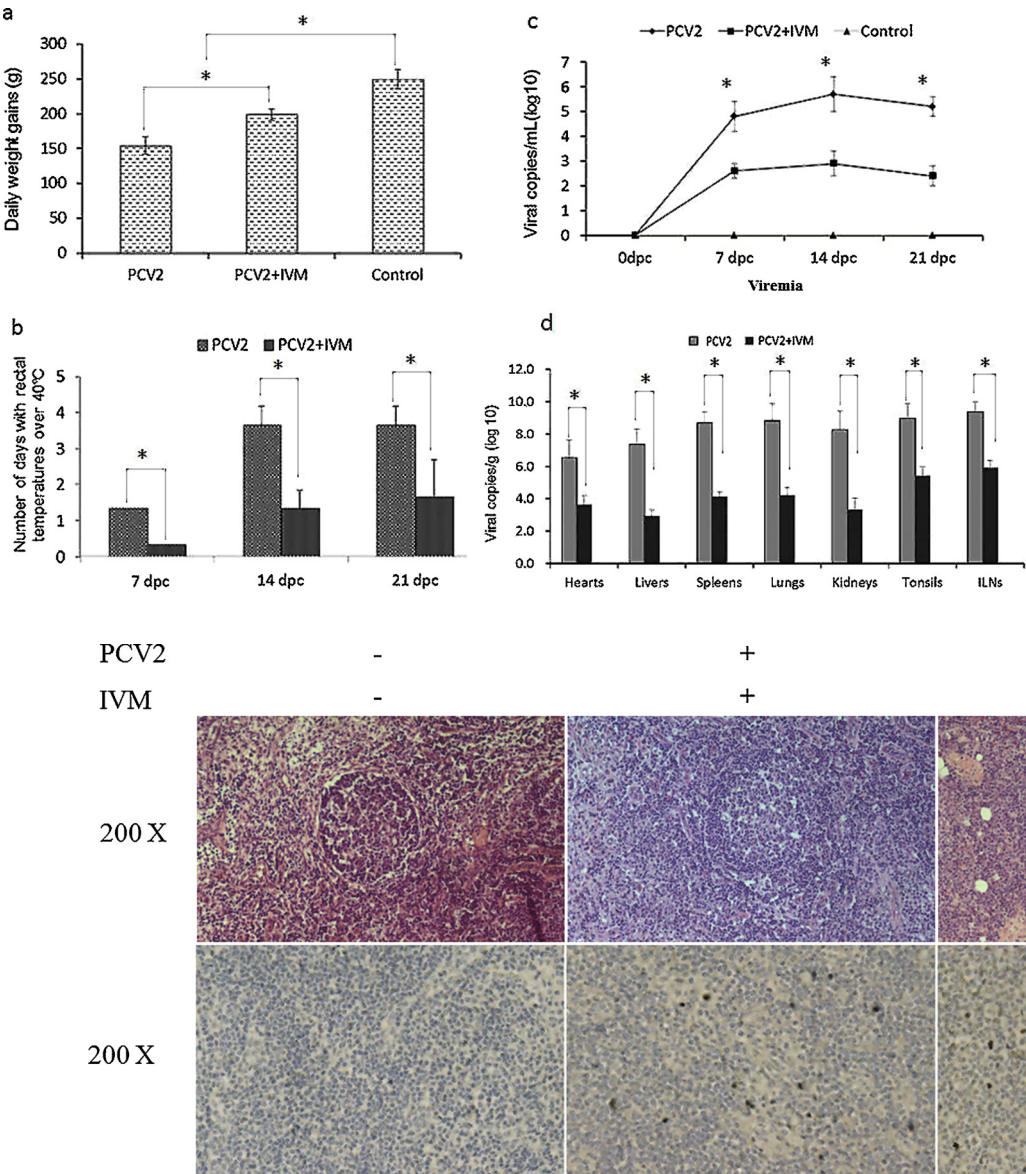 a
*
*
Daily weight gains (g)
300
250
200
150
100
50
0
PCV2 PCV2+IVM Control
c
PCV2 PCV2+IVM Control
Viral copies/mL(log10)
7
6
5
4
3
2
1
0
* * *
0dpc 7 dpc 14 dpc 21 dpc
Viremia
b
PCV2 PCV2+IVM
Number of days with rectal
temperatures over 40°C
5
4
3
2
1
0
* * *
7 dpc 14 dpc 21 dpc
d
PCV2 PCV2+IVM
Viral copies/g (log 10)
12.0
10.0
8.0
6.0
4.0
2.0
0.0
* * * * * * *
Hearts Livers Spleens Lungs Kidneys Tonsils ILNs
PCV2 - +
IVM - +
200 X
200 X